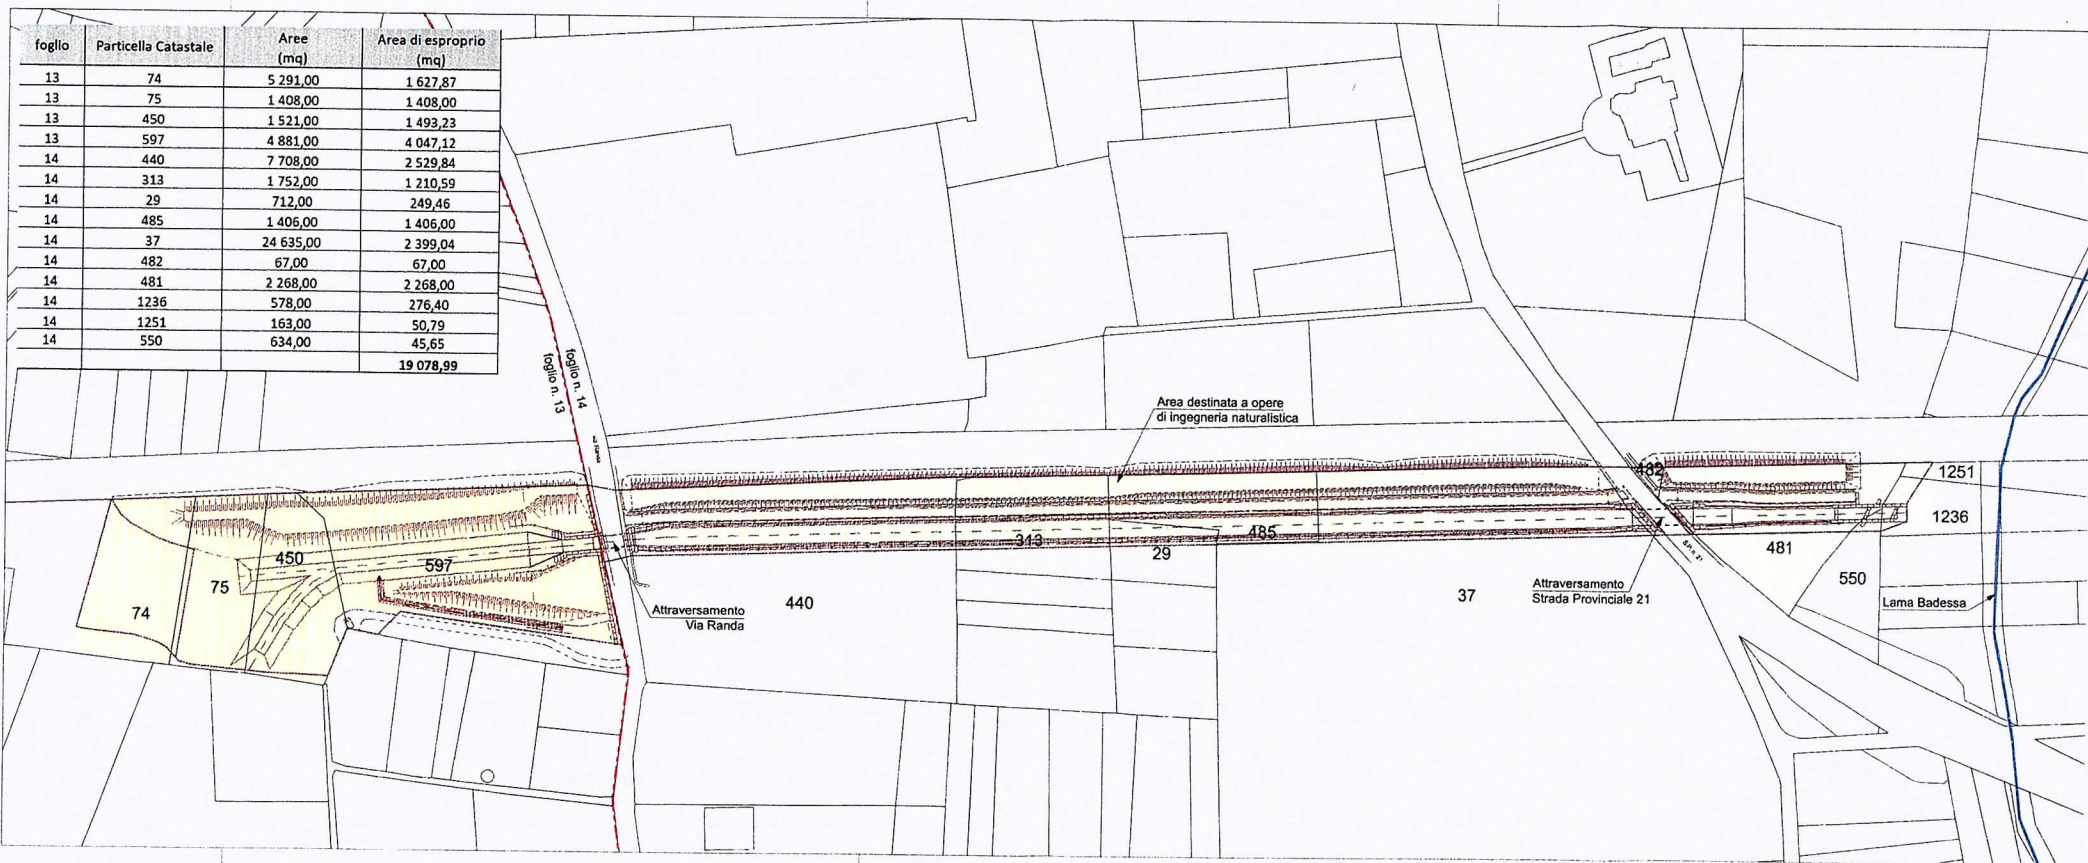 foglio Particella Catastale Aree (mq) Area di esproprio (mq)
13 74 5 291,00 1 627,87
13 75 1 408,00 1 408,00
13 450 1 521,00 1 493,23
13 597 4 881,00 4 047,12
14 440 7 708,00 2 529,84
14 313 1 752,00 1 210,59
14 29 712,00 249,46
14 485 1 406,00 1 406,00
14 37 24 635,00 2 399,04
14 482 67,00 67,00
14 481 2 268,00 2 268,00
14 1236 578,00 276,40
14 1251 163,00 50,79
14 550 634,00 45,65
19 078,99
foglio n. 14
foglio n. 13
Area destinata a opere
di ingegneria naturalistica
via Randa
482
1251
1236
450
597
75
74
343
29
485
481
550
37
440
S.P. n. 21
Attraversamento
Via Randa
Attraversamento
Strada Provinciale 21
Lama Badessa